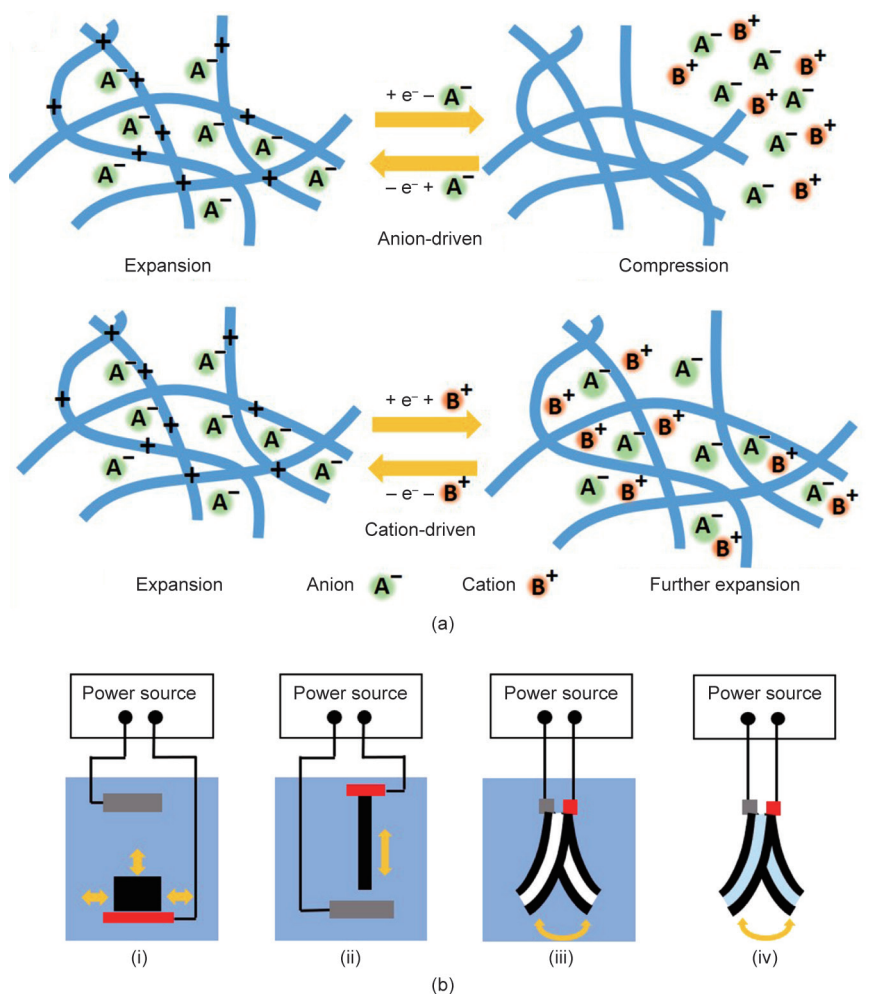 A⁻ B⁺ A⁻ A⁻
+ A⁻ + A⁻ + B⁺ A⁻ B⁺
+ + e⁻ – A⁻ A⁻ B⁺ A⁻
+ A⁻ + A⁻ + A⁻ B⁺
+ A⁻ A⁻
A⁻ + + A⁻ – e⁻ + A⁻ A⁻ B⁺
A⁻
Anion-driven
Expansion Compression
+ + B⁺ A⁻
A⁻ + A⁻ A⁻
+ A⁻ + A⁻ + + e⁻ + B⁺ B⁺ B⁺
+ A⁻ B⁺ A⁻ A⁻ A⁻ B⁺
A⁻ + + A⁻ – e⁻ – B⁺ A⁻ B⁺ A⁻ B⁺
A⁻ A⁻ B⁺
Cation-driven
Expansion Anion A⁻ Cation B⁺ Further expansion
(a)
Power source Power source Power source Power source
(i) (ii) (iii) (iv)
(b)